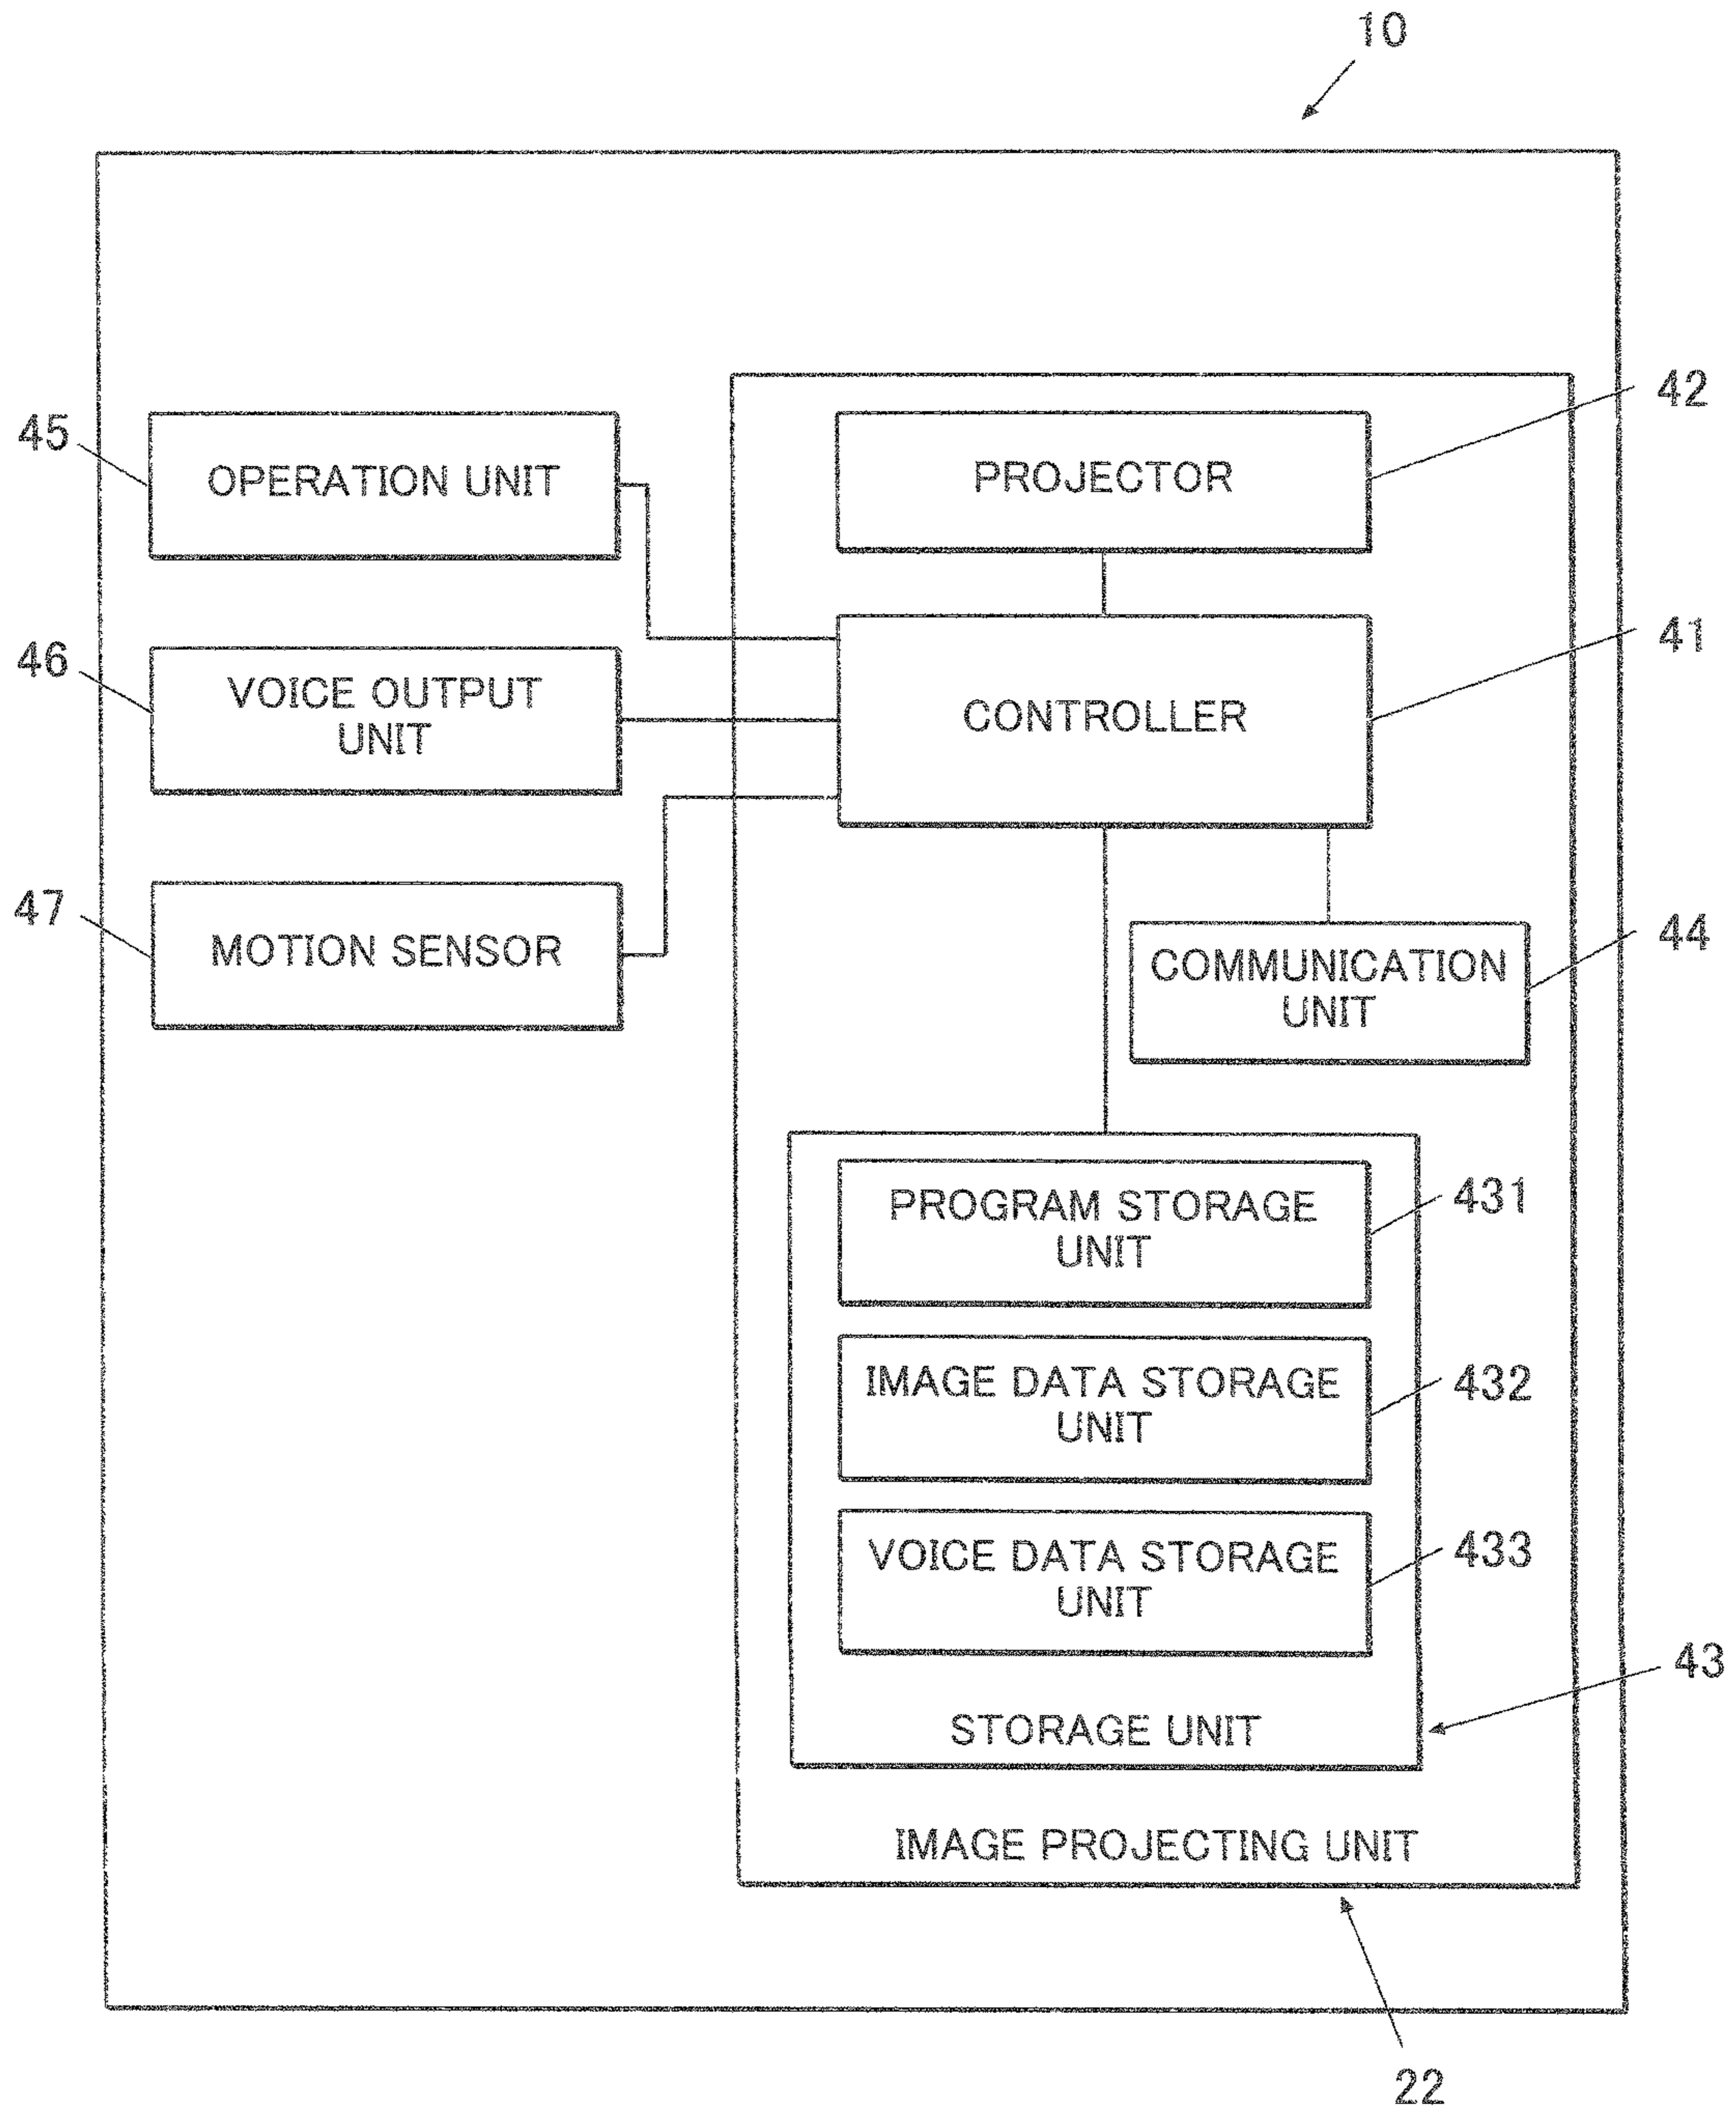 10
42
45
OPERATION UNIT
PROJECTOR
41
46
VOICE OUTPUT
UNIT
CONTROLLER
47
MOTION SENSOR
44
COMMUNICATION
UNIT
PROGRAM STORAGE
UNIT
431
IMAGE DATA STORAGE
UNIT
432
VOICE DATA STORAGE
UNIT
433
43
STORAGE UNIT
IMAGE PROJECTING UNIT
22